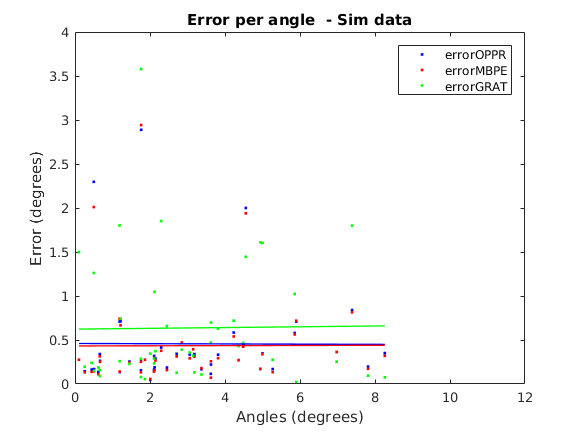 Error per angle  - Sim data
errorOPPR
errorMBPE
errorGRAT
Error (degrees)
4
3.5
3
2.5
2
1.5
1
0.5
0
0 2 4 6 8 10 12
Angles (degrees)